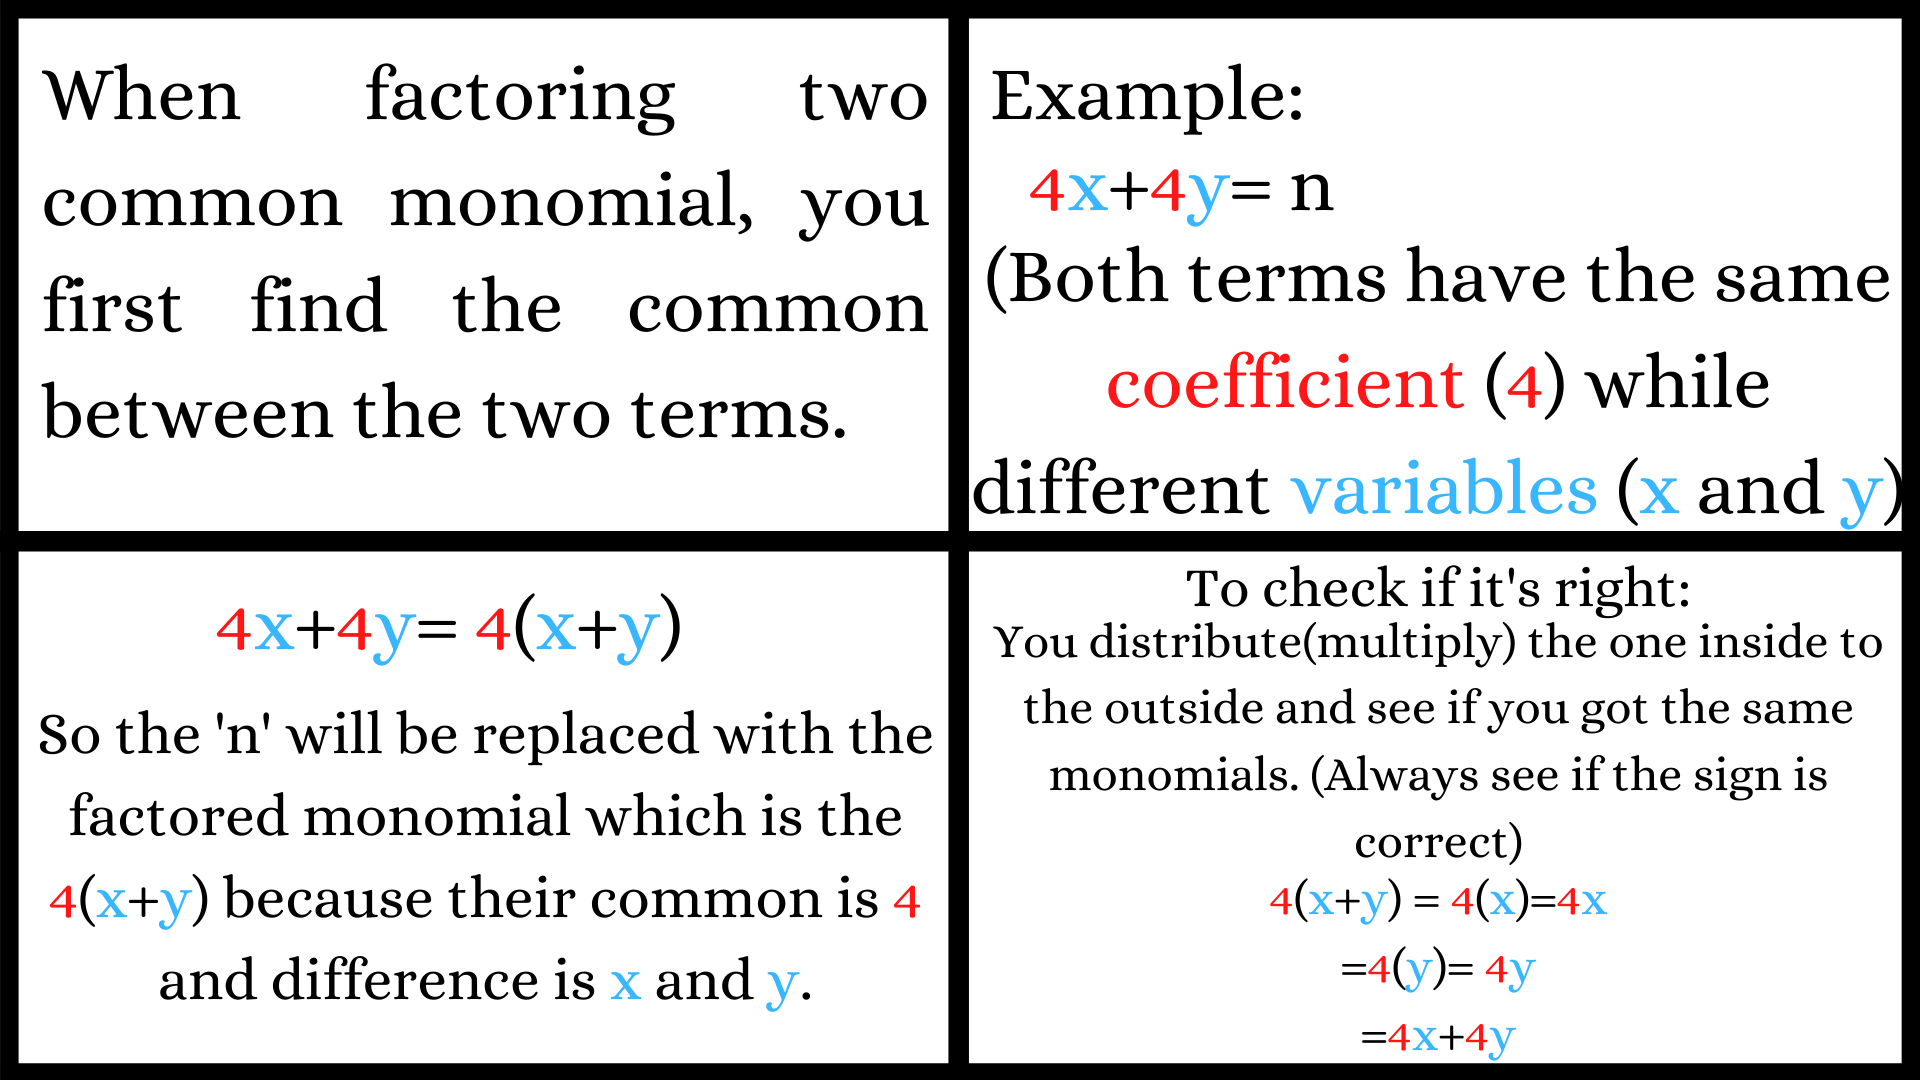 When factoring two
common monomial, you
first find the common
between the two terms.
Example:
4x+4y= n
(Both terms have the same
coefficient (4) while
different variables (x and y)
4x+4y= 4(x+y)
So the 'n' will be replaced with the
factored monomial which is the
4(x+y) because their common is 4
and difference is x and y.
To check if it's right:
You distribute(multiply) the one inside to
the outside and see if you got the same
monomials. (Always see if the sign is
correct)
4(x+y) = 4(x)=4x
=4(y)= 4y
=4x+4y